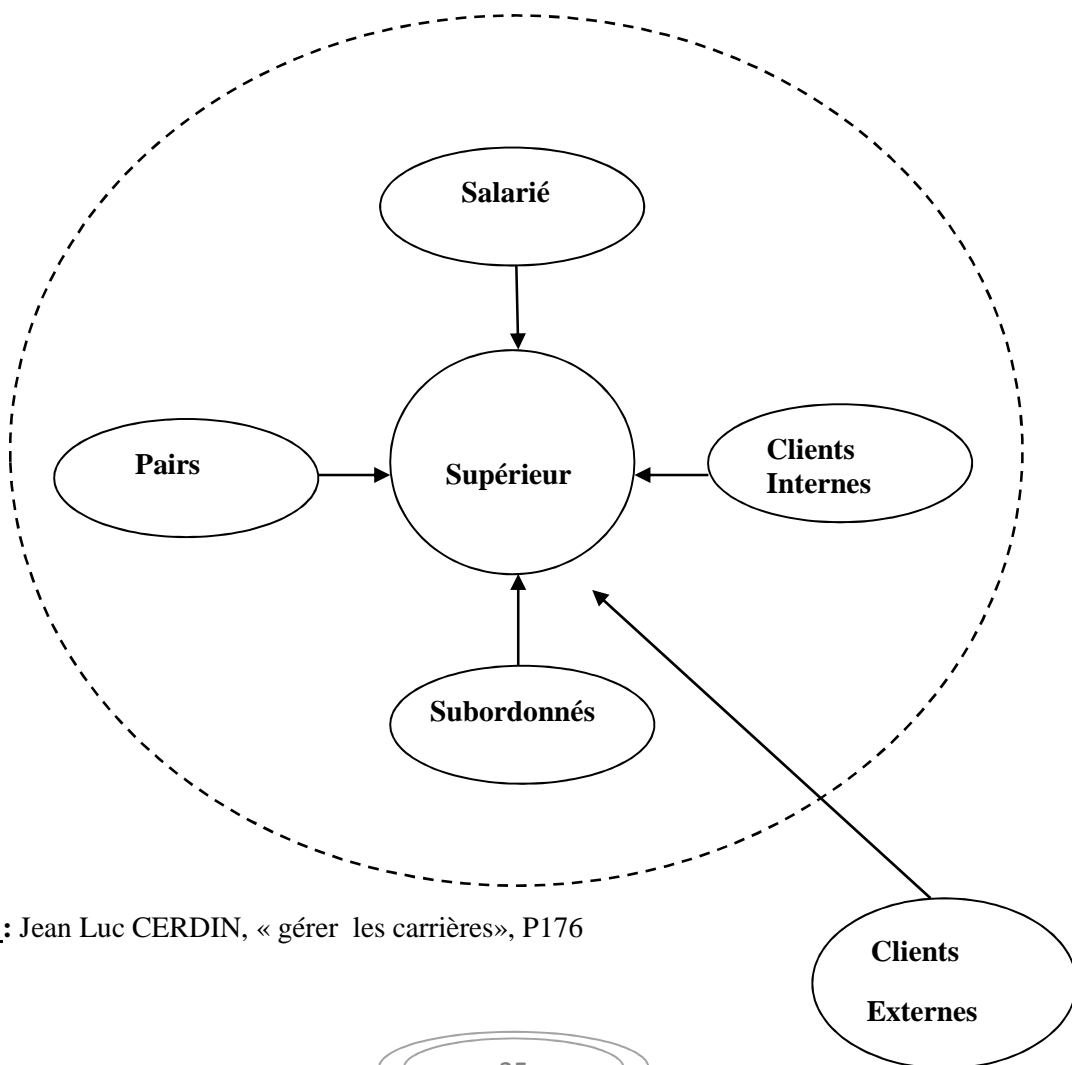 Salarié
Pairs
Supérieur
Clients
Internes
Subordonnés
: Jean Luc CERDIN, « gérer les carrières», P176
Clients
Externes